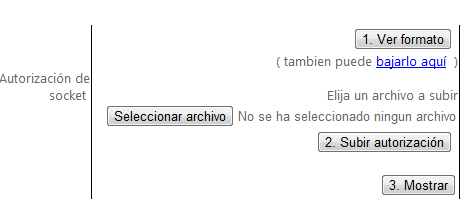 1. Ver formato
( tambien puede bajarlo aquí )
Autorización de
socket
Elija un archivo a subir
Seleccionar archivo No se ha seleccionado ningun archivo
2. Subir autorización
3. Mostrar